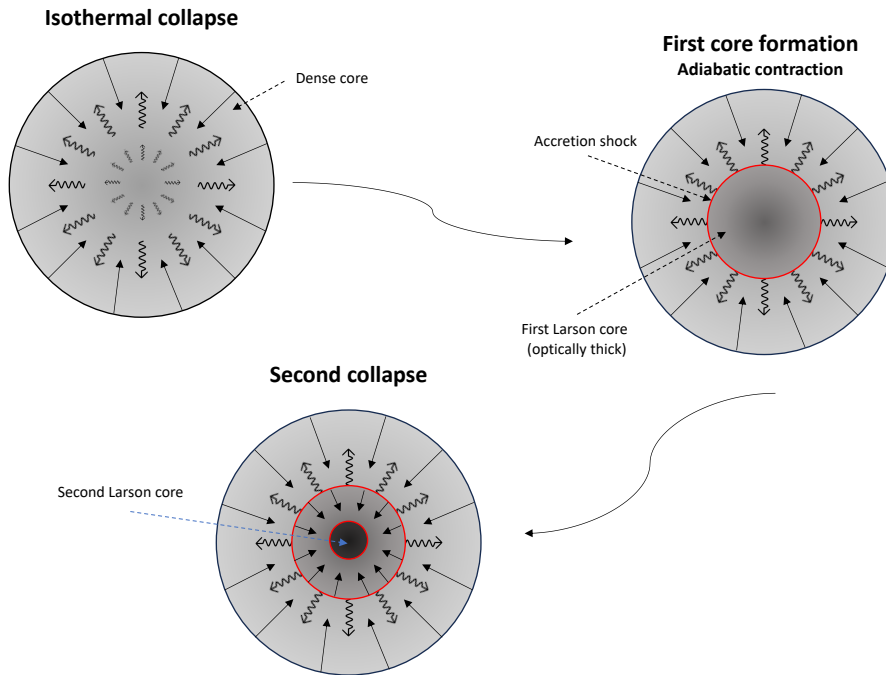 Isothermal collapse
Dense core
First core formation
Adiabatic contraction
Accretion shock
First Larson core
(optically thick)
Second collapse
Second Larson core